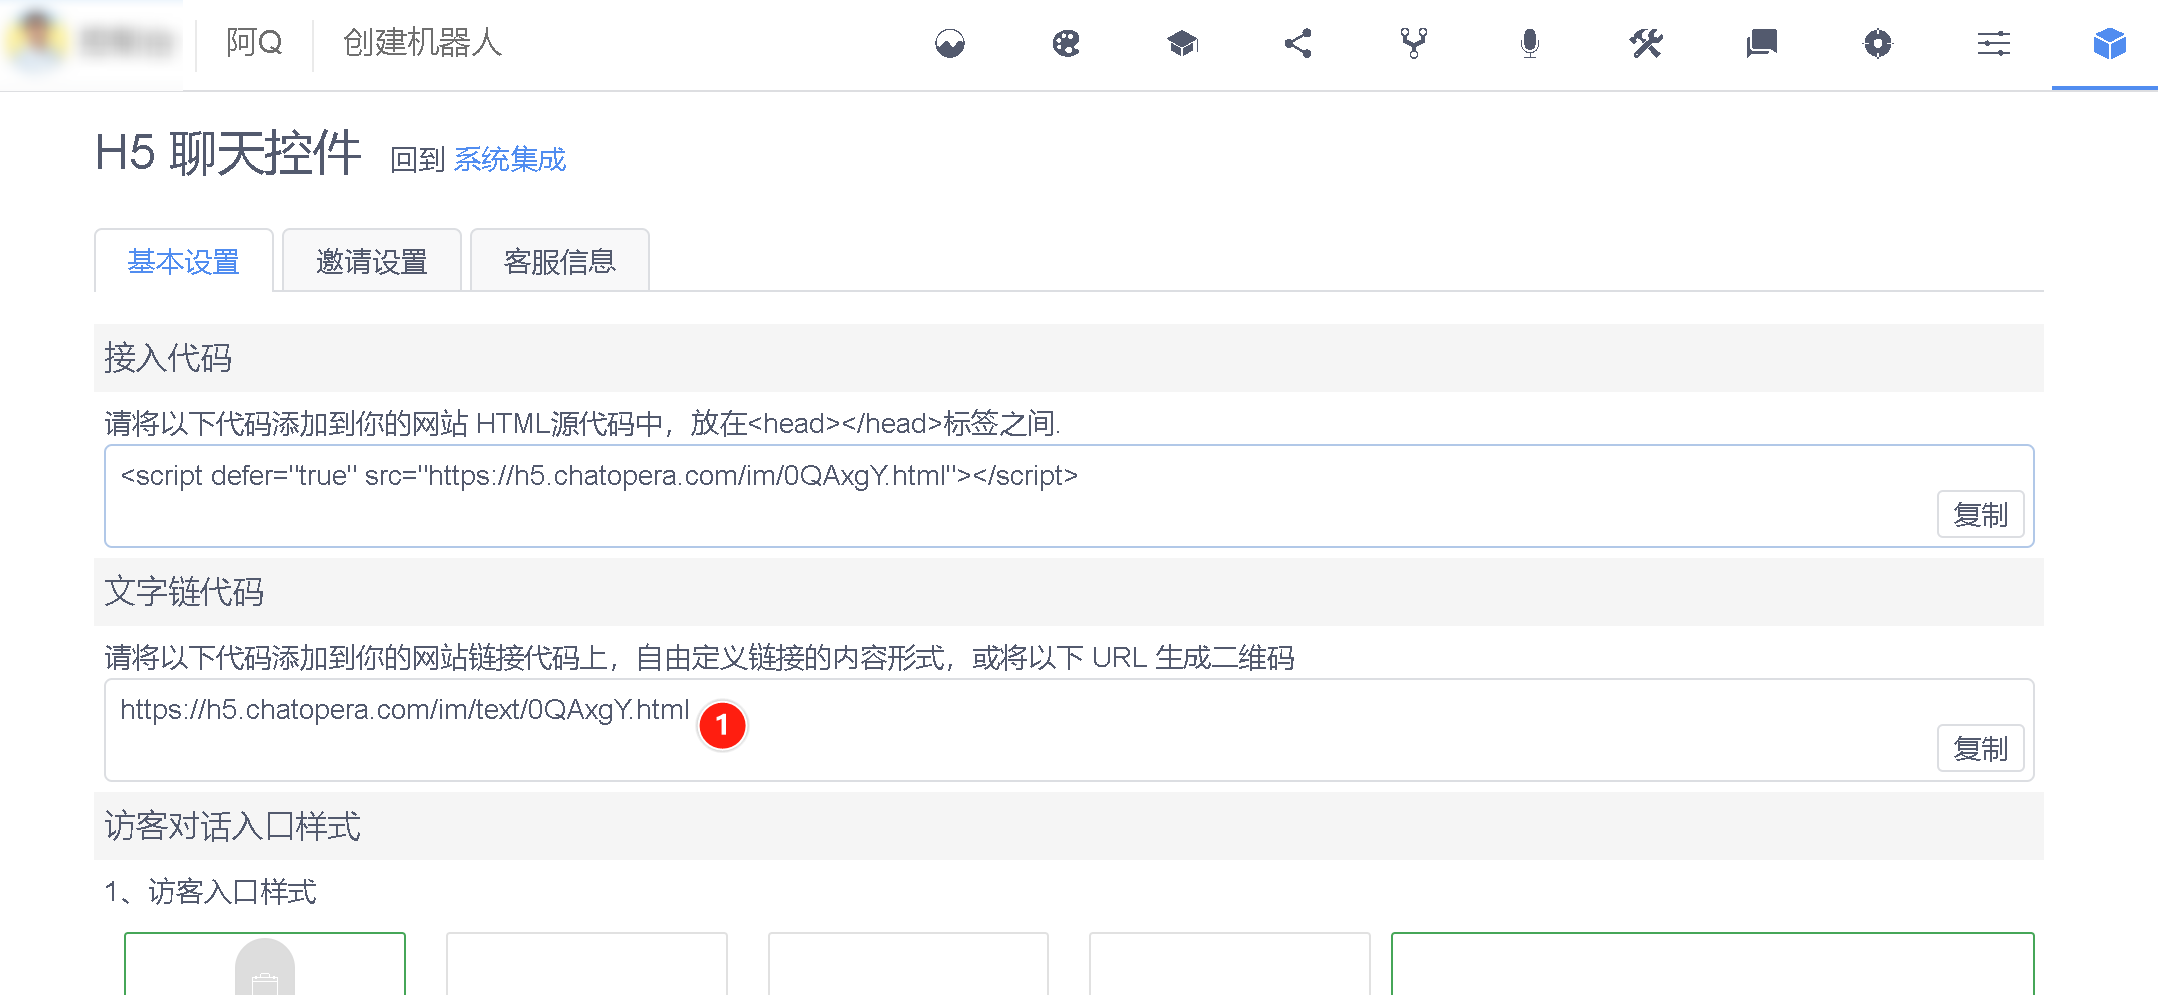 阿Q
创建机器人
H5 聊天控件 回到 系统集成
基本设置
邀请设置
客服信息
接入代码
请将以下代码添加到你的网站 HTML源代码中，放在<head></head>标签之间.
<script defer="true" src="https://h5.chatopera.com/im/0QAxgY.html"></script>
复制
文字链代码
请将以下代码添加到你的网站链接代码上，自由定义链接的内容形式，或将以下 URL 生成二维码
https://h5.chatopera.com/im/text/0QAxgY.html
1
复制
访客对话入口样式
1、访客入口样式